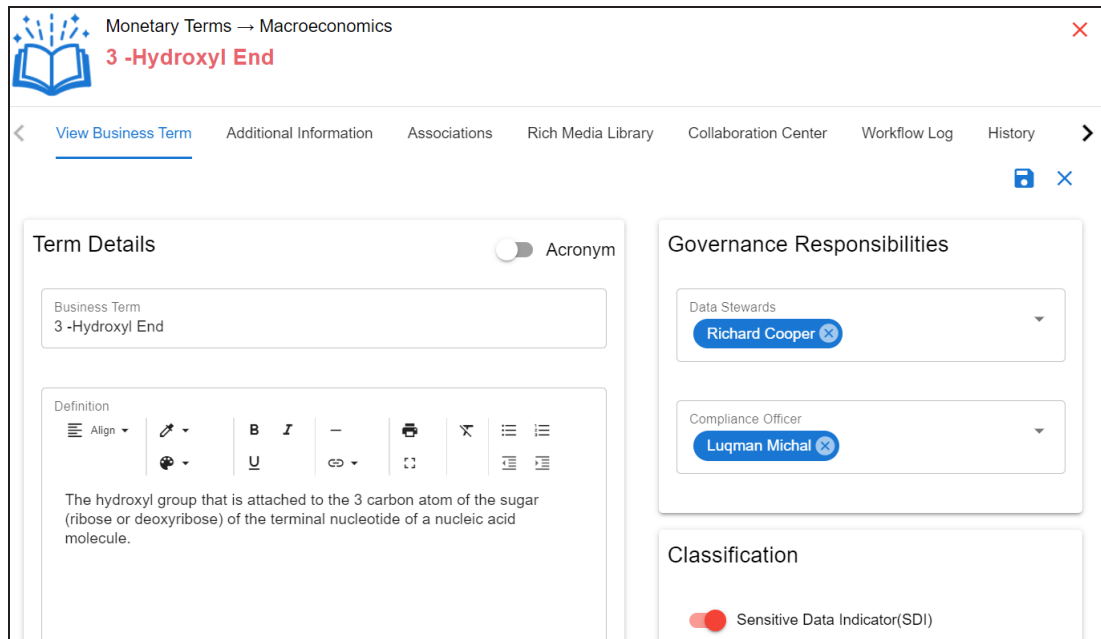 Monetary Terms → Macroeconomics
3 -Hydroxyl End
View Business Term
Additional Information
Associations
Rich Media Library
Collaboration Center
Workflow Log
History
Term Details
Acronym
Business Term
3 -Hydroxyl End
Definition
Align
B
I
U
The hydroxyl group that is attached to the 3 carbon atom of the sugar
(ribose or deoxyribose) of the terminal nucleotide of a nucleic acid
molecule.
Governance Responsibilities
Data Stewards
Richard Cooper
Compliance Officer
Luqman Michal
Classification
Sensitive Data Indicator(SDI)